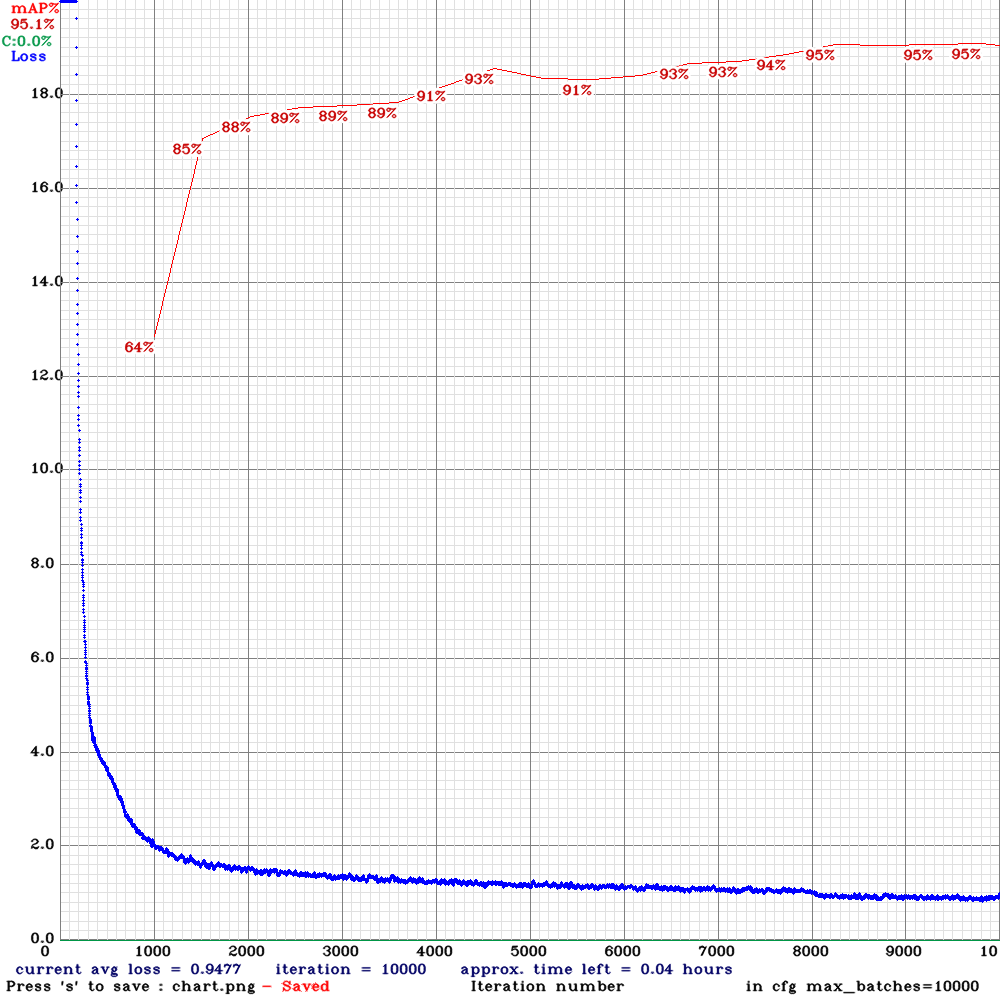 mAP%
95.1%
C:0.0%
Loss
95% 95% 95%
94%
93% 93% 93%
91% 91%
18.0
89% 89% 89%
88%
85%
16.0
14.0
64%
12.0
10.0
8.0
6.0
4.0
2.0
0.0
0 1000 2000 3000 4000 5000 6000 7000 8000 9000 10
current avg loss = 0.9477 iteration = 10000 approx. time left = 0.04 hours
Press 's' to save : chart.png - Saved Iteration number in cfg max_batches=10000